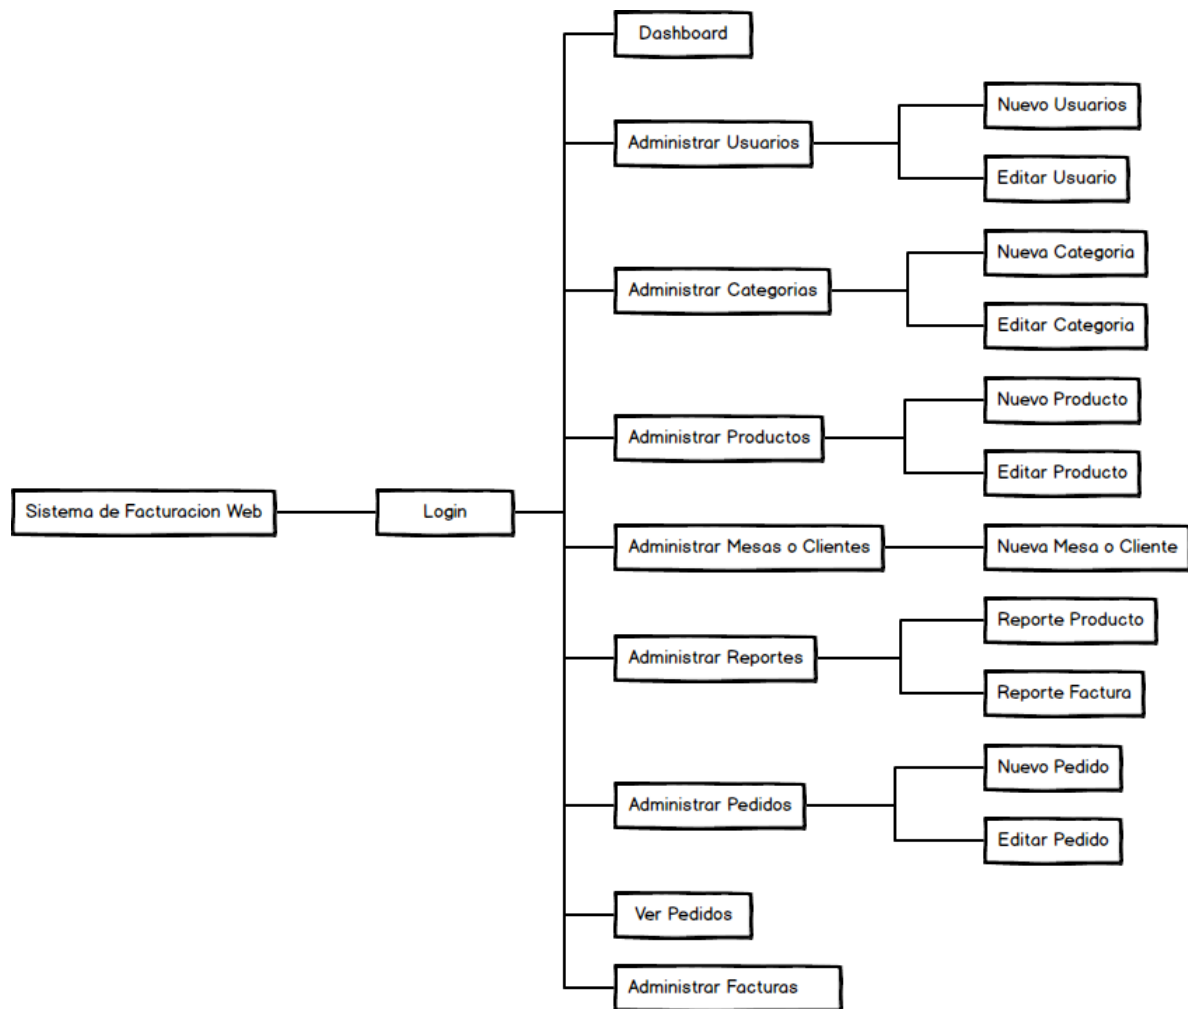 Sistema de Facturacion Web
Login
Dashboard
Administrar Usuarios
Nuevo Usuarios
Editar Usuario
Administrar Categorias
Nueva Categoria
Editar Categoria
Administrar Productos
Nuevo Producto
Editar Producto
Administrar Mesas o Clientes
Nueva Mesa o Cliente
Administrar Reportes
Reporte Producto
Reporte Factura
Administrar Pedidos
Nuevo Pedido
Editar Pedido
Ver Pedidos
Administrar Facturas